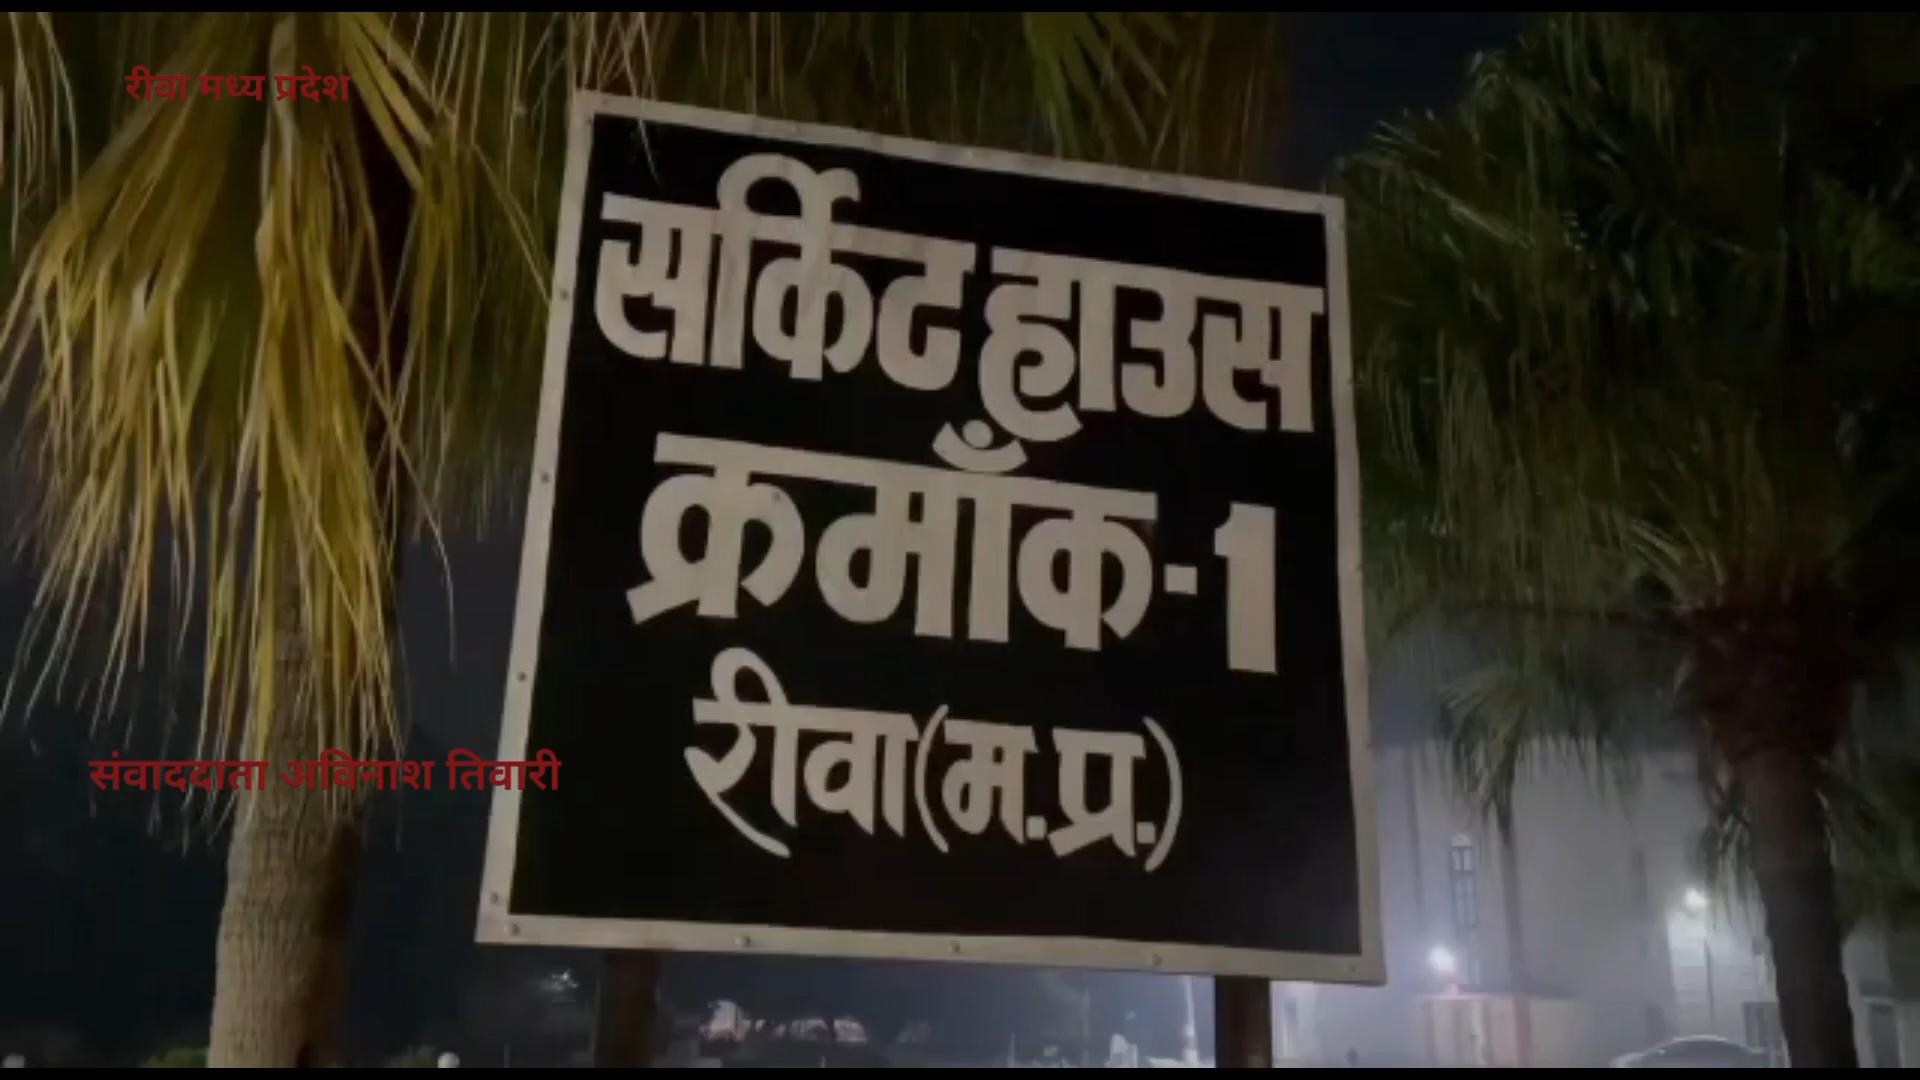 रीवा मध्य प्रदेश
सर्किट हाउस
क्रमाँक-1
रीवा(म.प्र.)
संवाददाता अविनाश तिवारी